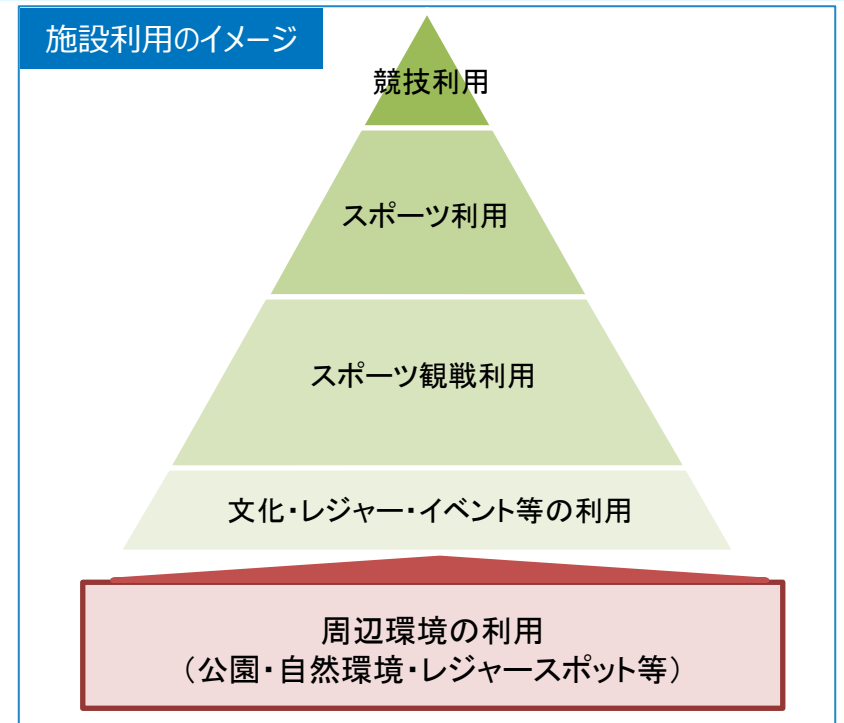 施設利用のイメージ
競技利用
スポーツ利用
スポーツ観戦利用
文化・レジャー・イベント等の利用
周辺環境の利用
（公園・自然環境・レジャースポット等）